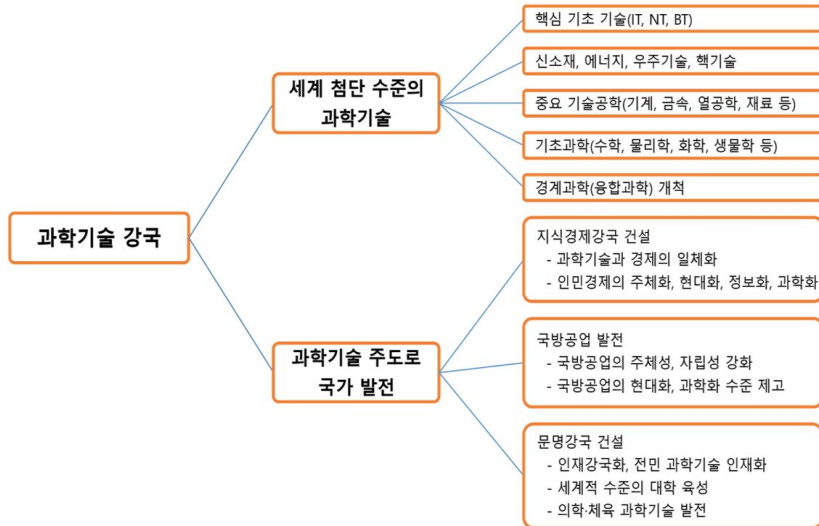 과학기술 강국
세계 첨단 수준의
과학기술
핵심 기초 기술(IT, NT, BT)
신소재, 에너지, 우주기술, 핵기술
중요 기술공학(기계, 금속, 열공학, 재료 등)
기초과학(수학, 물리학, 화학, 생물학 등)
경계과학(융합과학) 개척
과학기술 주도로
국가 발전
지식경제강국 건설
- 과학기술과 경제의 일체화
- 인민경제의 주체화, 현대화, 정보화, 과학화
국방공업 발전
- 국방공업의 주체성, 자립성 강화
- 국방공업의 현대화, 과학화 수준 제고
문명강국 건설
- 인재강국화, 전민 과학기술 인재화
- 세계적 수준의 대학 육성
- 의학·체육 과학기술 발전